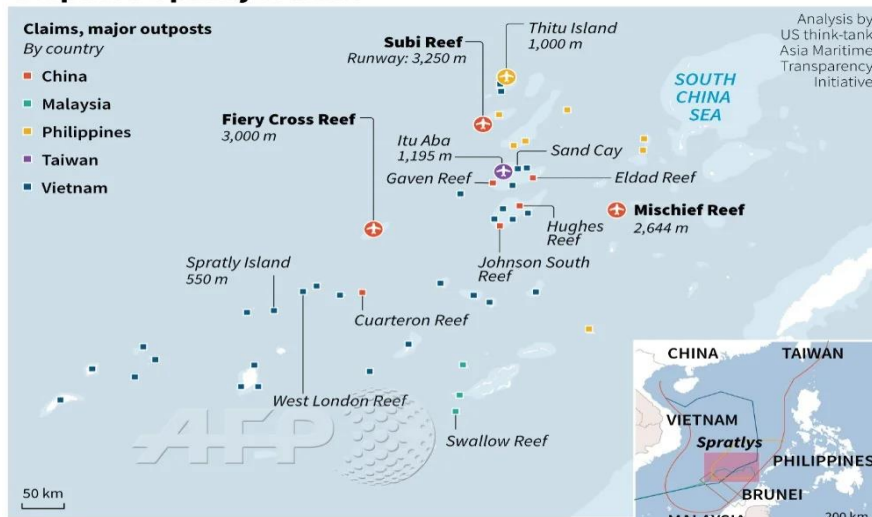 Claims, major outposts
By country
China
Malaysia
Philippines
Taiwan
Vietnam
Analysis by
US think-tank
Asia Maritime
Transparency
Initiative
Thitu Island
1,000 m
Subi Reef
Runway: 3,250 m
SOUTH
CHINA
SEA
Fiery Cross Reef
3,000 m
Itu Aba
1,195 m
Sand Cay
Gaven Reef
Eldad Reef
Mischief Reef
2,644 m
Hughes
Reef
Johnson South
Reef
Spratly Island
550 m
Cuarteron Reef
West London Reef
AFP
Swallow Reef
50 km
CHINA
TAIWAN
VIETNAM
Spratlys
PHILIPPINES
BRUNEI
MALAYSIA
200 km